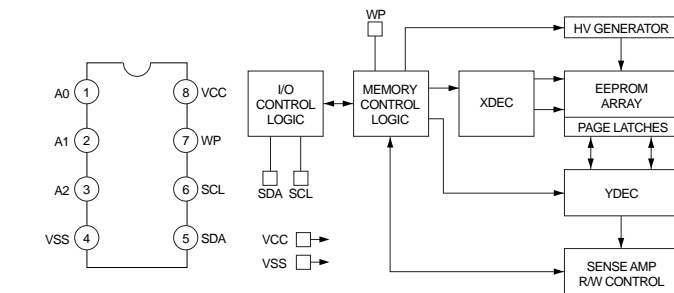 A0 1
8 VCC
A1 2
7 WP
A2 3
6 SCL
VSS 4
5 SDA
WP
HV GENERATOR
I/O
CONTROL
LOGIC
MEMORY
CONTROL
LOGIC
XDEC
EEPROM
ARRAY
PAGE LATCHES
SDA SCL
YDEC
VCC
VSS
SENSE AMP
R/W CONTROL